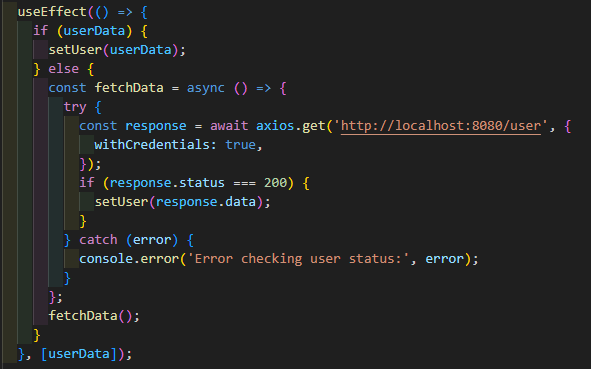 useEffect(() => {
  if (userData) {
    setUser(userData);
  } else {
    const fetchData = async () => {
      try {
        const response = await axios.get('http://localhost:8080/user', {
          withCredentials: true,
        });
        if (response.status === 200) {
          setUser(response.data);
        }
      } catch (error) {
        console.error('Error checking user status:', error);
      }
    };
    fetchData();
  }
}, [userData]);